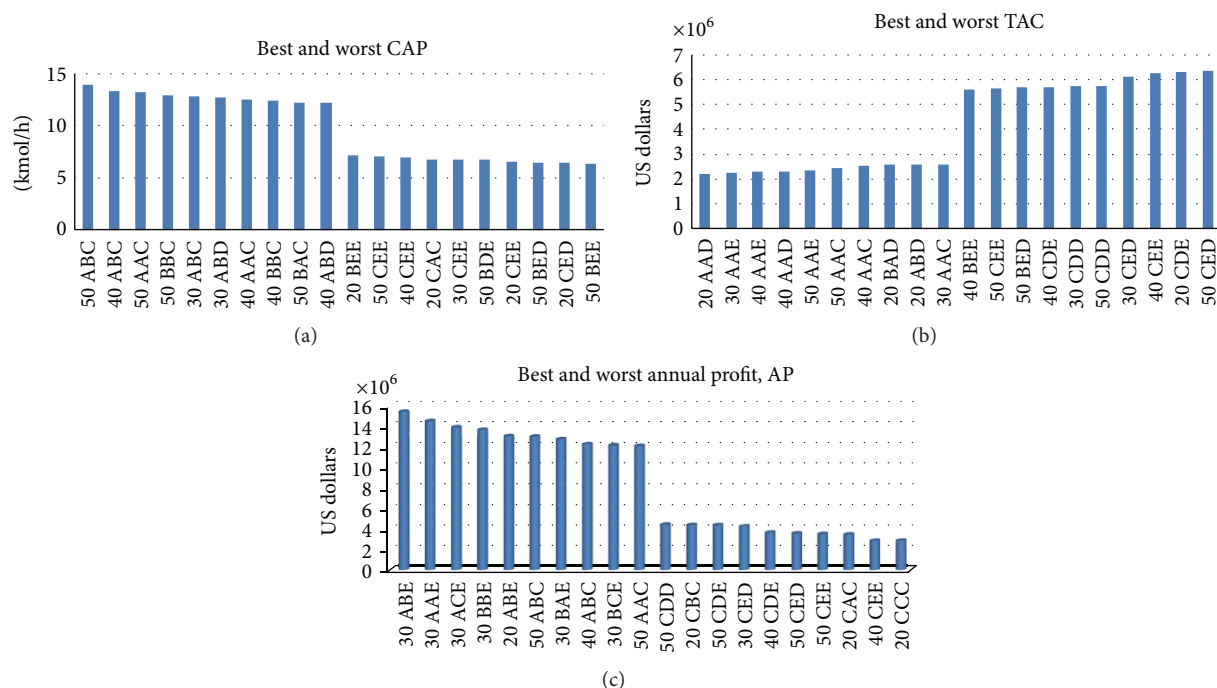 Best and worst CAP
(kmol/h)
15
10
5
0
50 ABC
40 ABC
50 AAC
50 BBC
30 ABC
30 ABD
40 AAC
40 BBC
50 BAC
40 ABD
20 BEE
50 CEE
40 CEE
20 CAC
30 CEE
50 BDE
20 CEE
50 BED
20 CED
50 BEE
(a)
Best and worst TAC
×10⁶
US dollars
7
6
5
4
3
2
1
0
20 AAD
30 AAE
40 AAE
40 AAD
50 AAE
50 AAC
40 AAC
20 BAD
20 ABD
30 AAC
40 BEE
50 CEE
50 BED
40 CDE
30 CDD
50 CDD
30 CED
40 CEE
20 CDE
50 CED
(b)
Best and worst annual profit, AP
×10⁶
US dollars
16
14
12
10
8
6
4
2
0
30 ABE
30 AAE
30 ACE
30 BBE
20 ABE
50 ABC
30 BAE
40 ABC
30 BCE
50 AAC
50 CDD
20 CBC
50 CDE
30 CED
40 CDE
50 CED
50 CEE
20 CAC
40 CEE
20 CCC
(c)